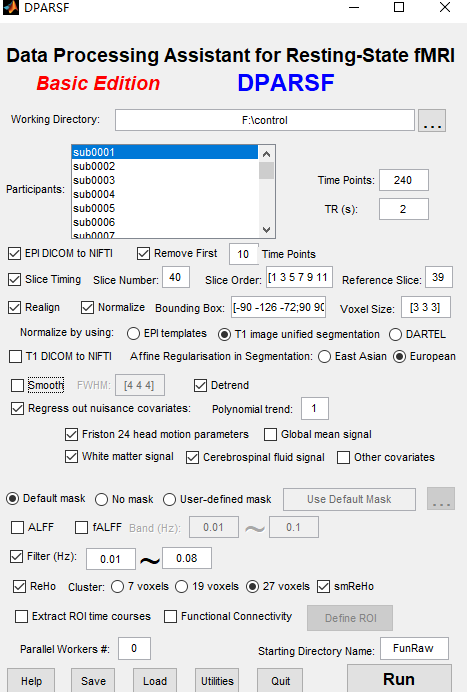 DPARSF
Data Processing Assistant for Resting-State fMRI
Basic Edition DPARSF
Working Directory: F:\control ...
Participants: sub0001
sub0002
sub0003
sub0004
sub0005
sub0006
sub0007
Time Points: 240
TR (s): 2
EPI DICOM to NIFTI Remove First 10 Time Points
Slice Timing Slice Number: 40 Slice Order: [1 3 5 7 9 11 Reference Slice: 39
Realign Normalize Bounding Box: [-90 -126 -72;90 90 Voxel Size: [3 3 3]
Normalize by using: EPI templates T1 image unified segmentation DARTEL
T1 DICOM to NIFTI Affine Regularisation in Segmentation: East Asian European
Smooth FWHM: [4 4 4] Detrend
Regress out nuisance covariates: Polynomial trend: 1
Friston 24 head motion parameters Global mean signal
White matter signal Cerebrospinal fluid signal Other covariates
Default mask No mask User-defined mask Use Default Mask ...
ALFF fALFF Band (Hz): 0.01 ~ 0.1
Filter (Hz): 0.01 ~ 0.08
ReHo Cluster: 7 voxels 19 voxels 27 voxels smReHo
Extract ROI time courses Functional Connectivity Define ROI
Parallel Workers #: 0 Starting Directory Name: FunRaw
Help Save Load Utilities Quit Run